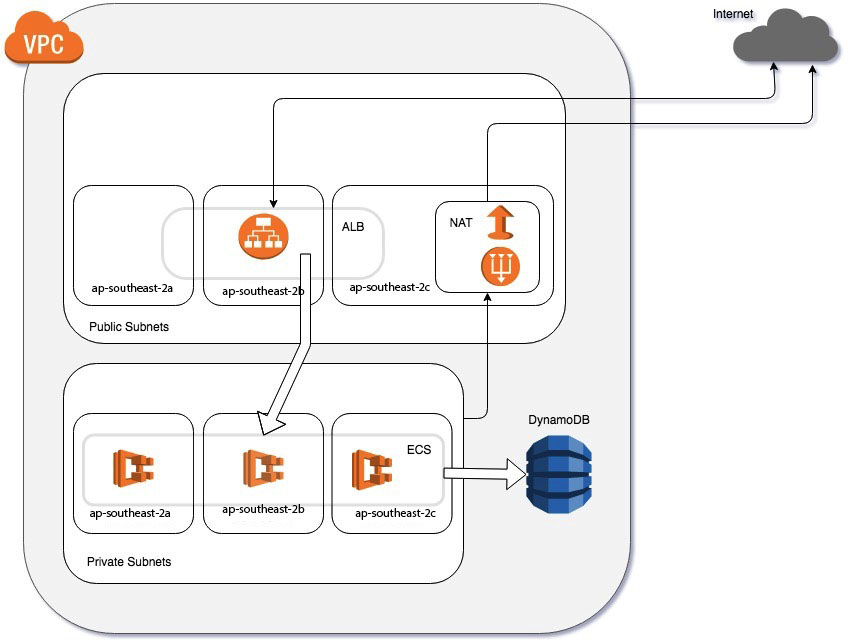 Internet
VPC
ALB
NAT
ap-southeast-2a
ap-southeast-2b
ap-southeast-2c
Public Subnets
DynamoDB
ECS
ap-southeast-2a
ap-southeast-2b
ap-southeast-2c
Private Subnets